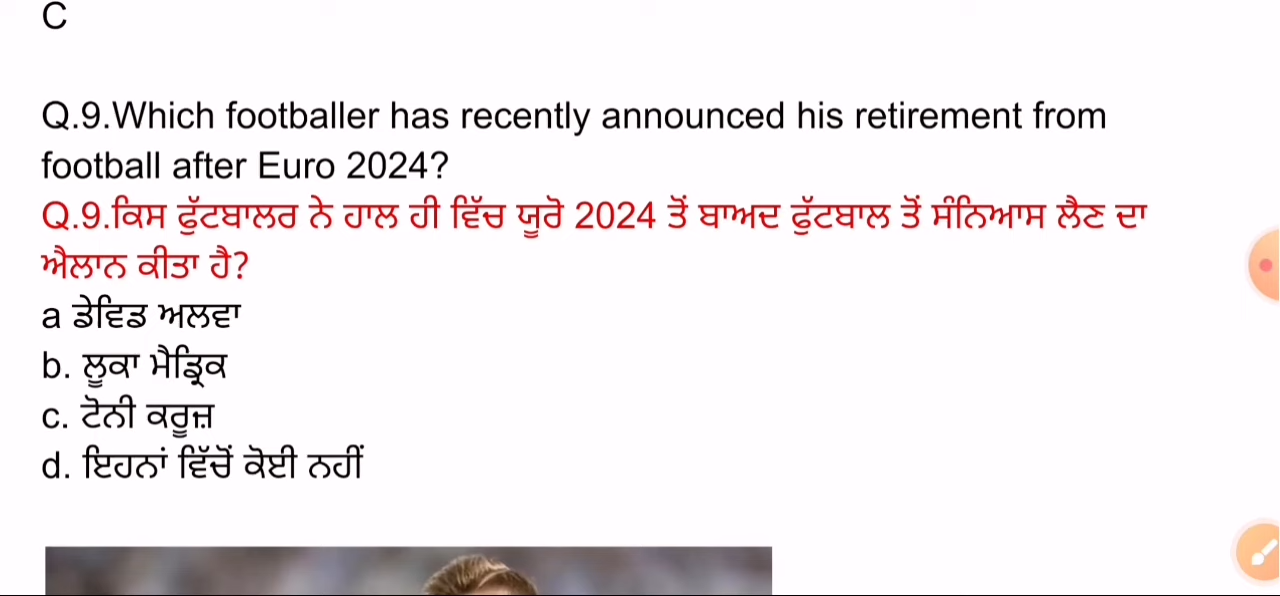 C
Q.9.Which footballer has recently announced his retirement from
football after Euro 2024?
Q.9.ਕਿਸ ਫੁੱਟਬਾਲਰ ਨੇ ਹਾਲ ਹੀ ਵਿੱਚ ਯੂਰੋ 2024 ਤੋਂ ਬਾਅਦ ਫੁੱਟਬਾਲ ਤੋਂ ਸੰਨਿਆਸ ਲੈਣ ਦਾ
ਐਲਾਨ ਕੀਤਾ ਹੈ?
a ਡੇਵਿਡ ਅਲਵਾ
b. ਲੂਕਾ ਮੈਡ੍ਰਿਕ
c. ਟੋਨੀ ਕਰੂਜ਼
d. ਇਹਨਾਂ ਵਿੱਚੋਂ ਕੋਈ ਨਹੀਂ